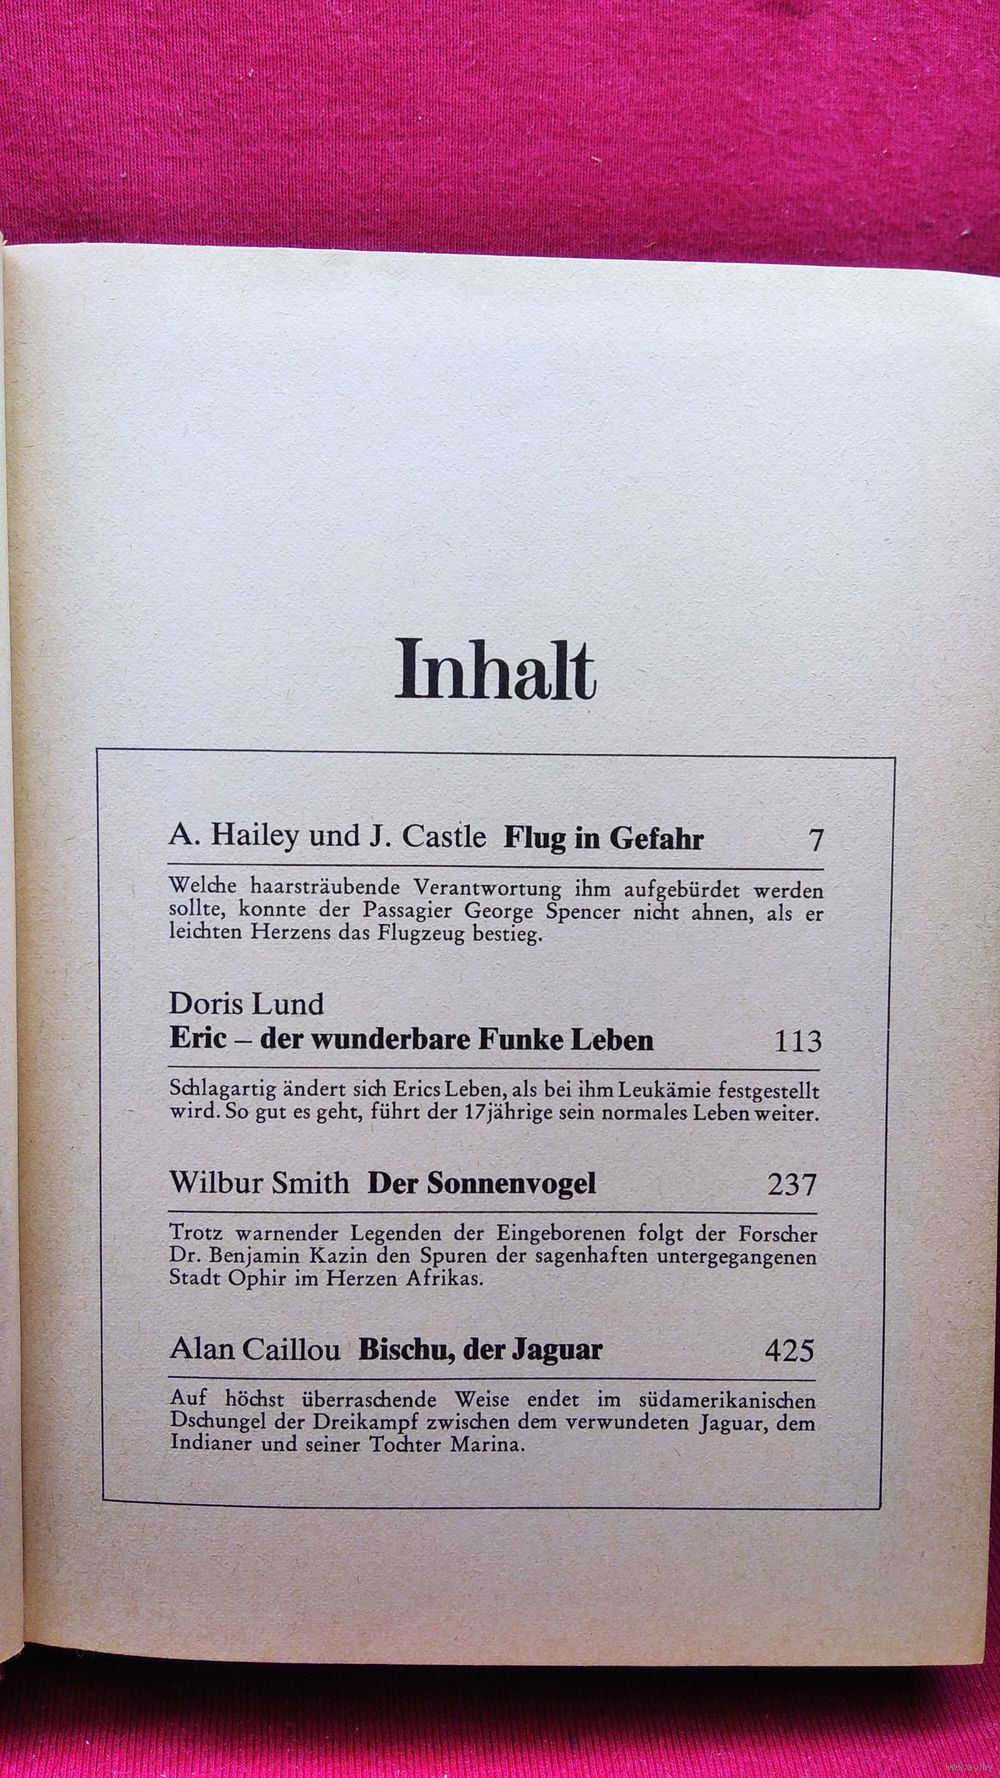 Inhalt
A. Hailey und J. Castle Flug in Gefahr 7
Welche haarsträubende Verantwortung ihm aufgebürdet werden
sollte, konnte der Passagier George Spencer nicht ahnen, als er
leichten Herzens das Flugzeug bestieg.
Doris Lund
Eric – der wunderbare Funke Leben 113
Schlagartig ändert sich Erics Leben, als bei ihm Leukämie festgestellt
wird. So gut es geht, führt der 17jährige sein normales Leben weiter.
Wilbur Smith Der Sonnenvogel 237
Trotz warnender Legenden der Eingeborenen folgt der Forscher
Dr. Benjamin Kazin den Spuren der sagenhaften untergegangenen
Stadt Ophir im Herzen Afrikas.
Alan Caillou Bischu, der Jaguar 425
Auf höchst überraschende Weise endet im südamerikanischen
Dschungel der Dreikampf zwischen dem verwundeten Jaguar, dem
Indianer und seiner Tochter Marina.
www.ay.by